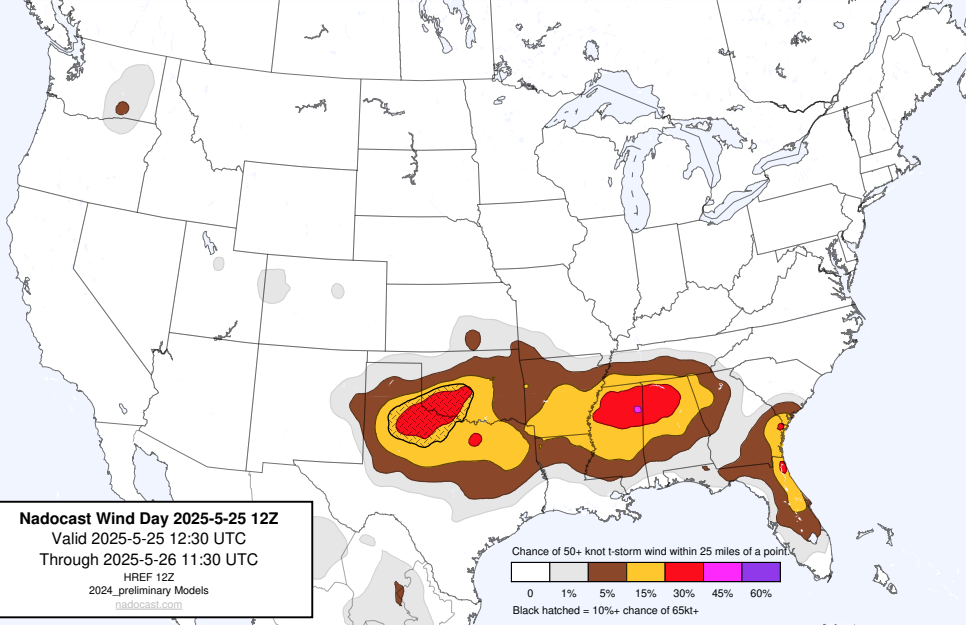 Nadocast Wind Day 2025-5-25 12Z
Valid 2025-5-25 12:30 UTC
Through 2025-5-26 11:30 UTC
HREF 12Z
2024_preliminary Models
nadocast.com
Chance of 50+ knot t-storm wind within 25 miles of a point.
0 1% 5% 15% 30% 45% 60%
Black hatched = 10%+ chance of 65kt+